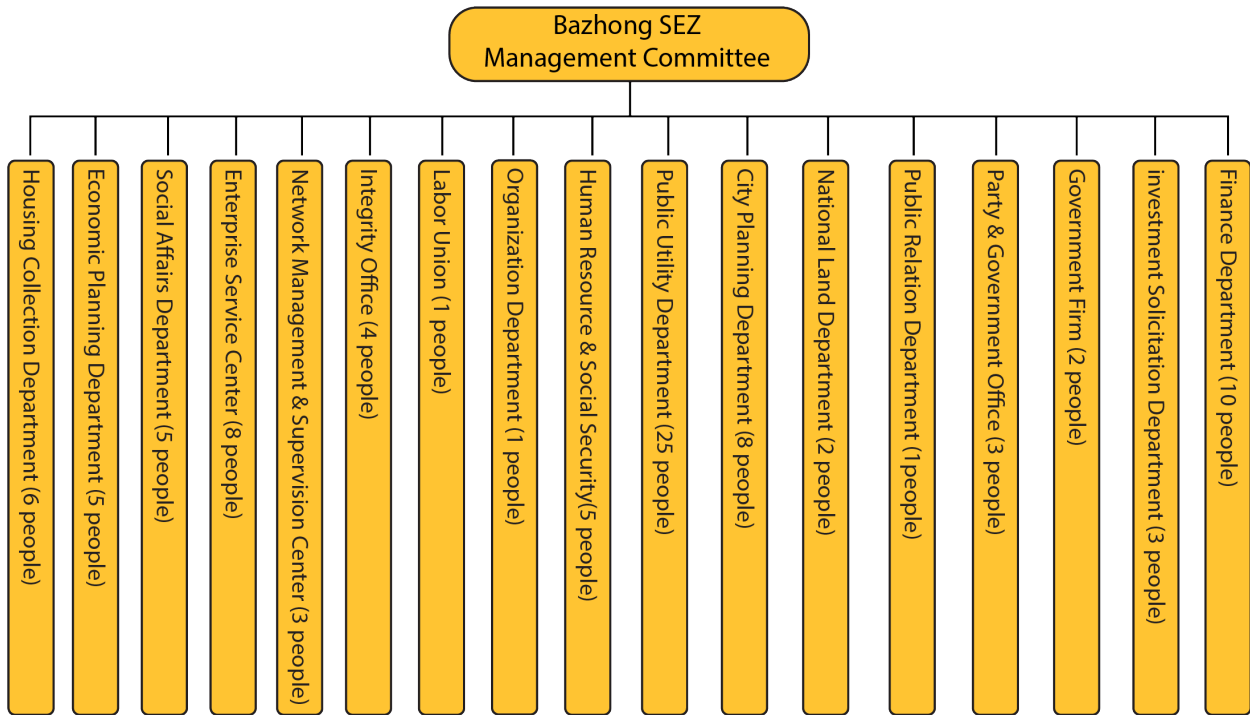 Bazhong SEZ
Management Committee
Housing Collection Department (6 people)
Economic Planning Department (5 people)
Social Affairs Department (5 people)
Enterprise Service Center (8 people)
Network Management & Supervision Center (3 people)
Integrity Office (4 people)
Labor Union (1 people)
Organization Department (1 people)
Human Resource & Social Security(5 people)
Public Utility Department (25 people)
City Planning Department (8 people)
National Land Department (2 people)
Public Relation Department (1people)
Party & Government Office (3 people)
Government Firm (2 people)
investment Solicitation Department (3 people)
Finance Department (10 people)